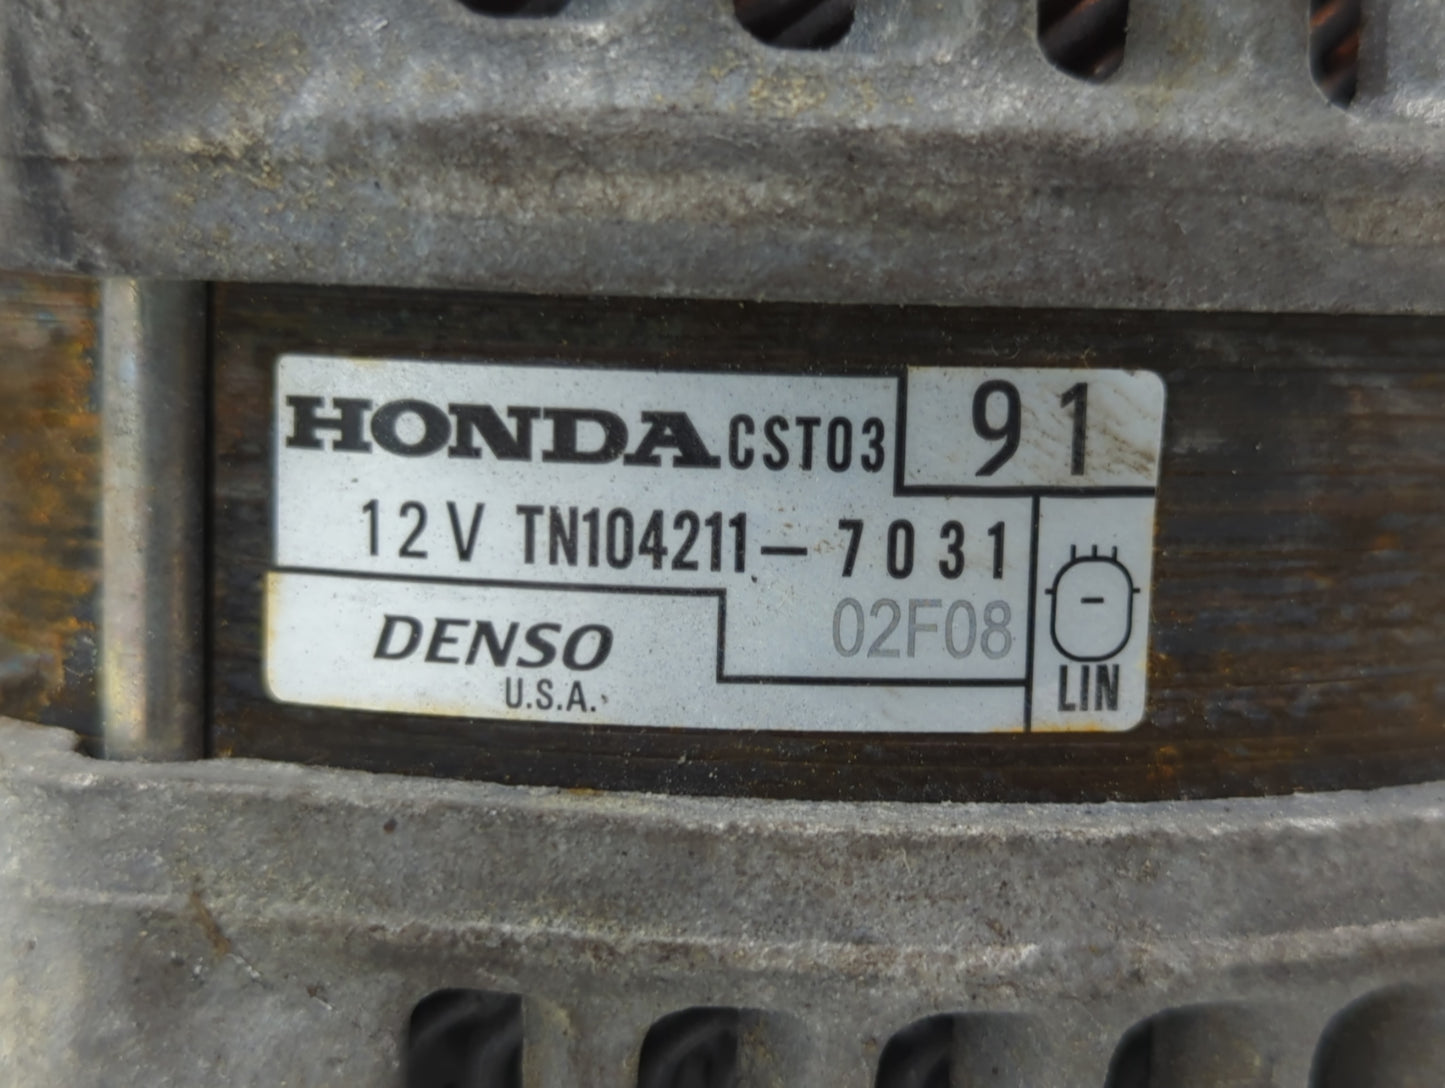 HONDA CST03 91
12V TN104211-7031
02F08
DENSO
U.S.A.
LIN